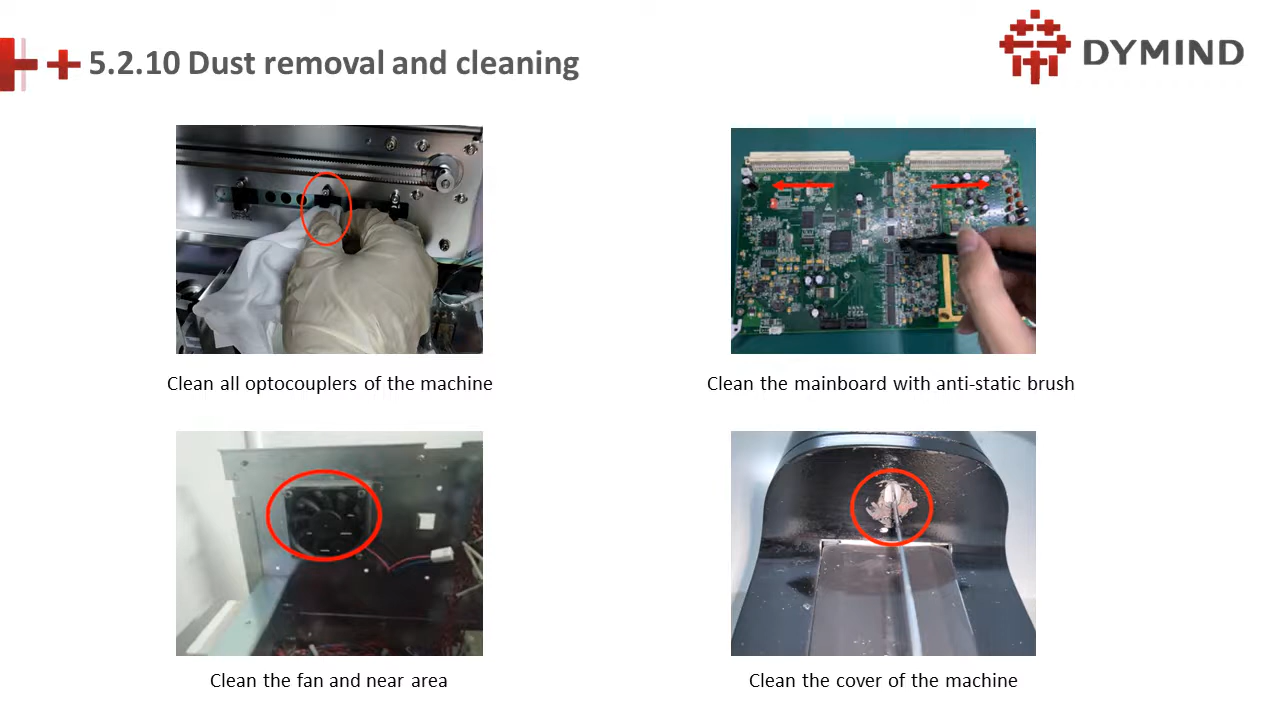 5.2.10 Dust removal and cleaning
DYMIND
Clean all optocouplers of the machine
Clean the mainboard with anti-static brush
Clean the fan and near area
Clean the cover of the machine